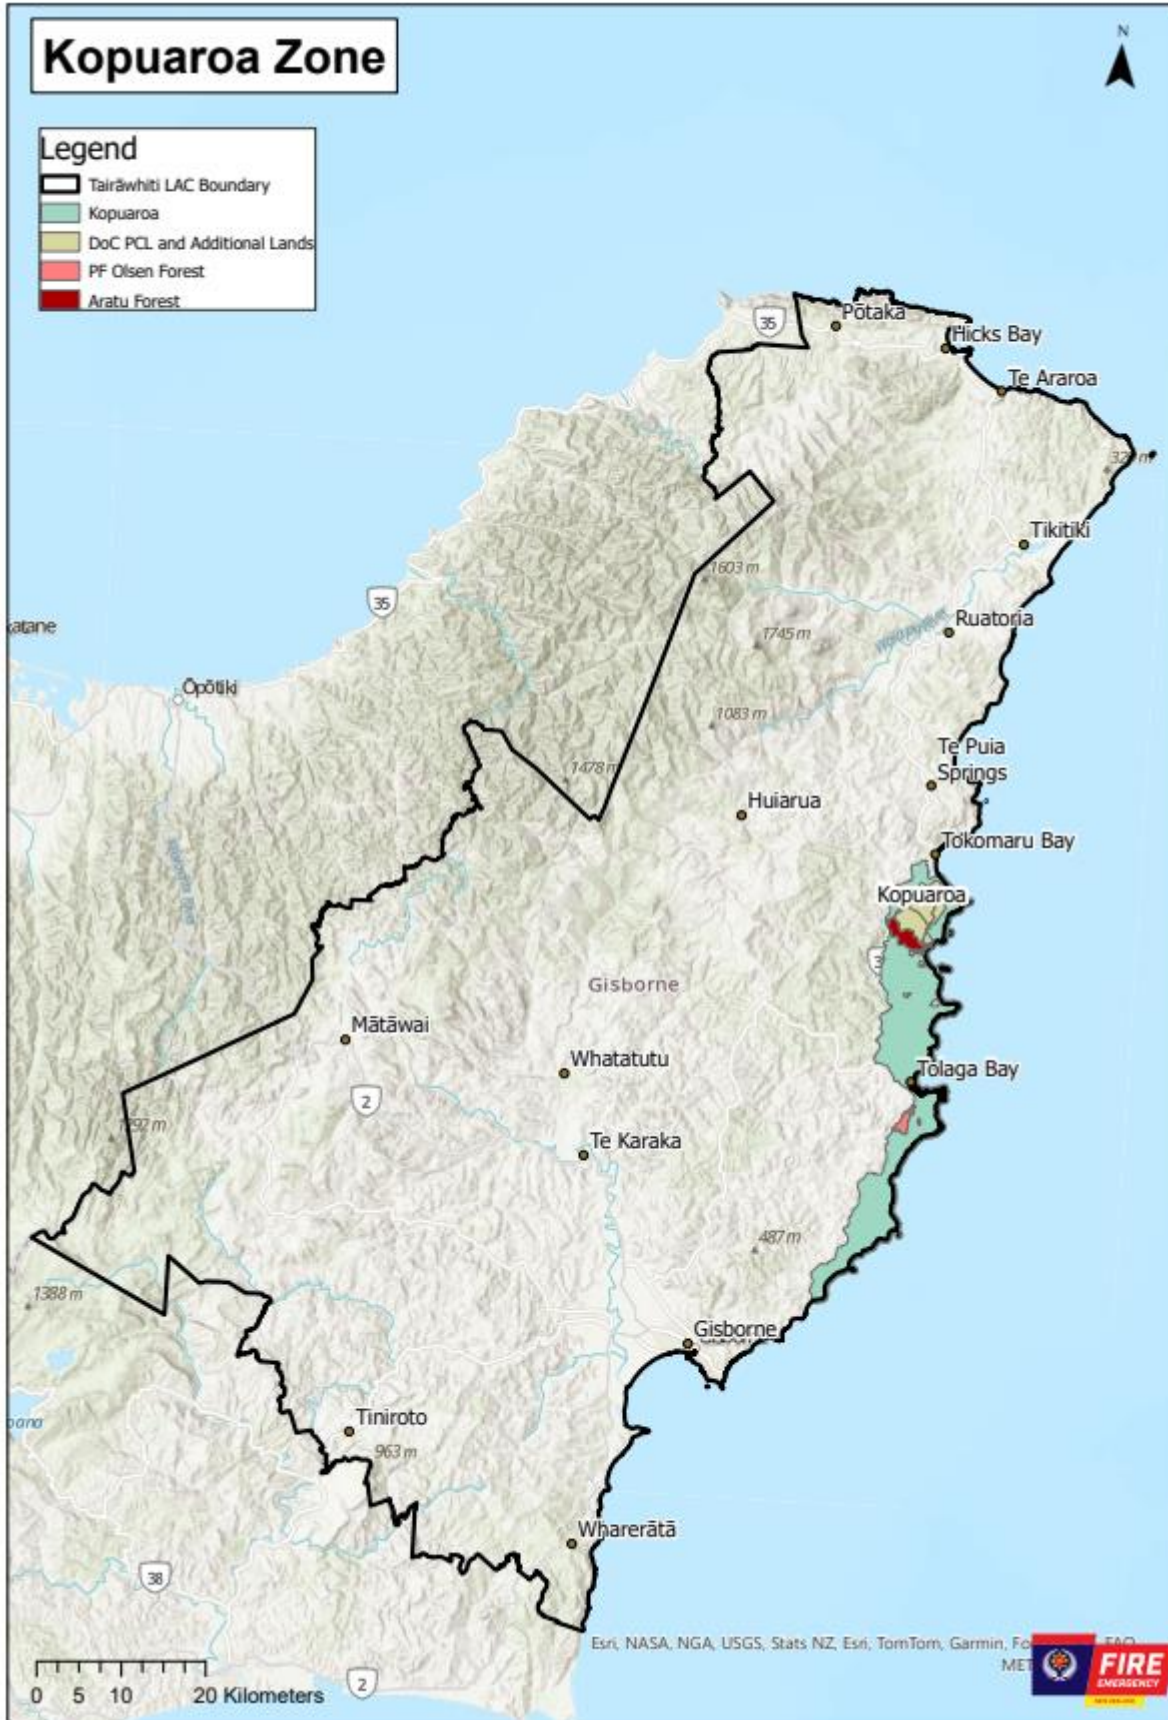 Kopuaroa Zone
N
Legend
Tairāwhiti LAC Boundary
Kopuaroa
DoC PCL and Additional Lands
PF Olsen Forest
Aratu Forest
35
Pōtaka
Hicks Bay
Te Araroa
Tikitiki
1603 m
35
Ruatoria
1745 m
Ōpōtiki
1083 m
Te Puia
Springs
1478 m
Huiarua
Tokomaru Bay
Kopuaroa
Gisborne
Mātāwai
Whatatutu
Tolaga Bay
2
Te Karaka
487 m
1388 m
Gisborne
Tiniroto
963 m
Wharerātā
38
Esri, NASA, NGA, USGS, Stats NZ, Esri, TomTom, Garmin,
2
0 5 10 20 Kilometers
FIRE
EMERGENCY